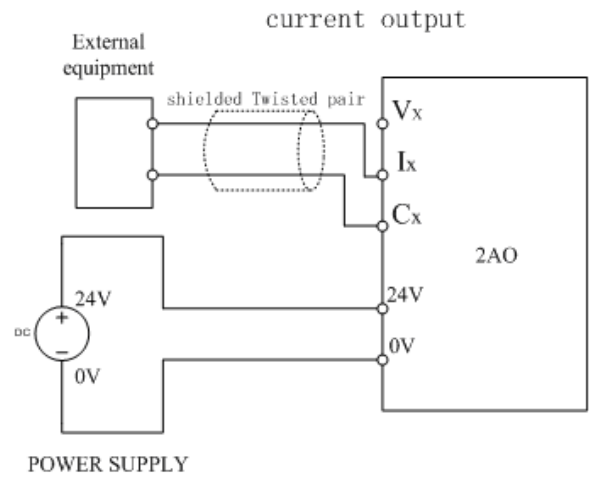 current output
External
equipment
shielded Twisted pair
Vx
Ix
Cx
2AO
24V
24V
0V
DC
+
−
0V
POWER SUPPLY